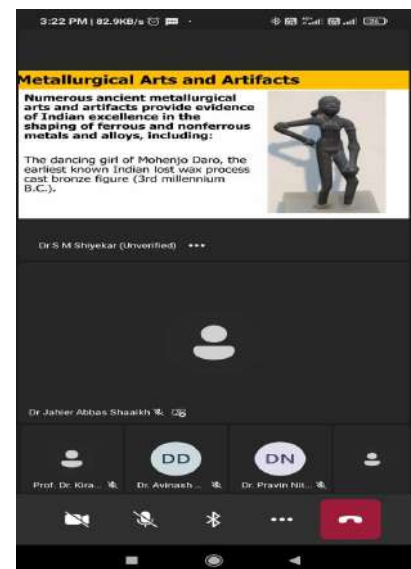 3:22 PM | 82.9KB/s
Metallurgical Arts and Artifacts
Numerous ancient metallurgical
arts and artifacts provide evidence
of Indian excellence in the
shaping of ferrous and nonferrous
metals and alloys, including:
The dancing girl of Mohenjo Daro, the
earliest known Indian lost wax process
cast bronze figure (3rd millennium
B.C.).
Dr S M Shiyekar (Unverified) •••
Dr Jahier Abbas Shaaikh
DD
DN
Prof. Dr. Kira...
Dr. Avinash ...
Dr. Pravin Nit...